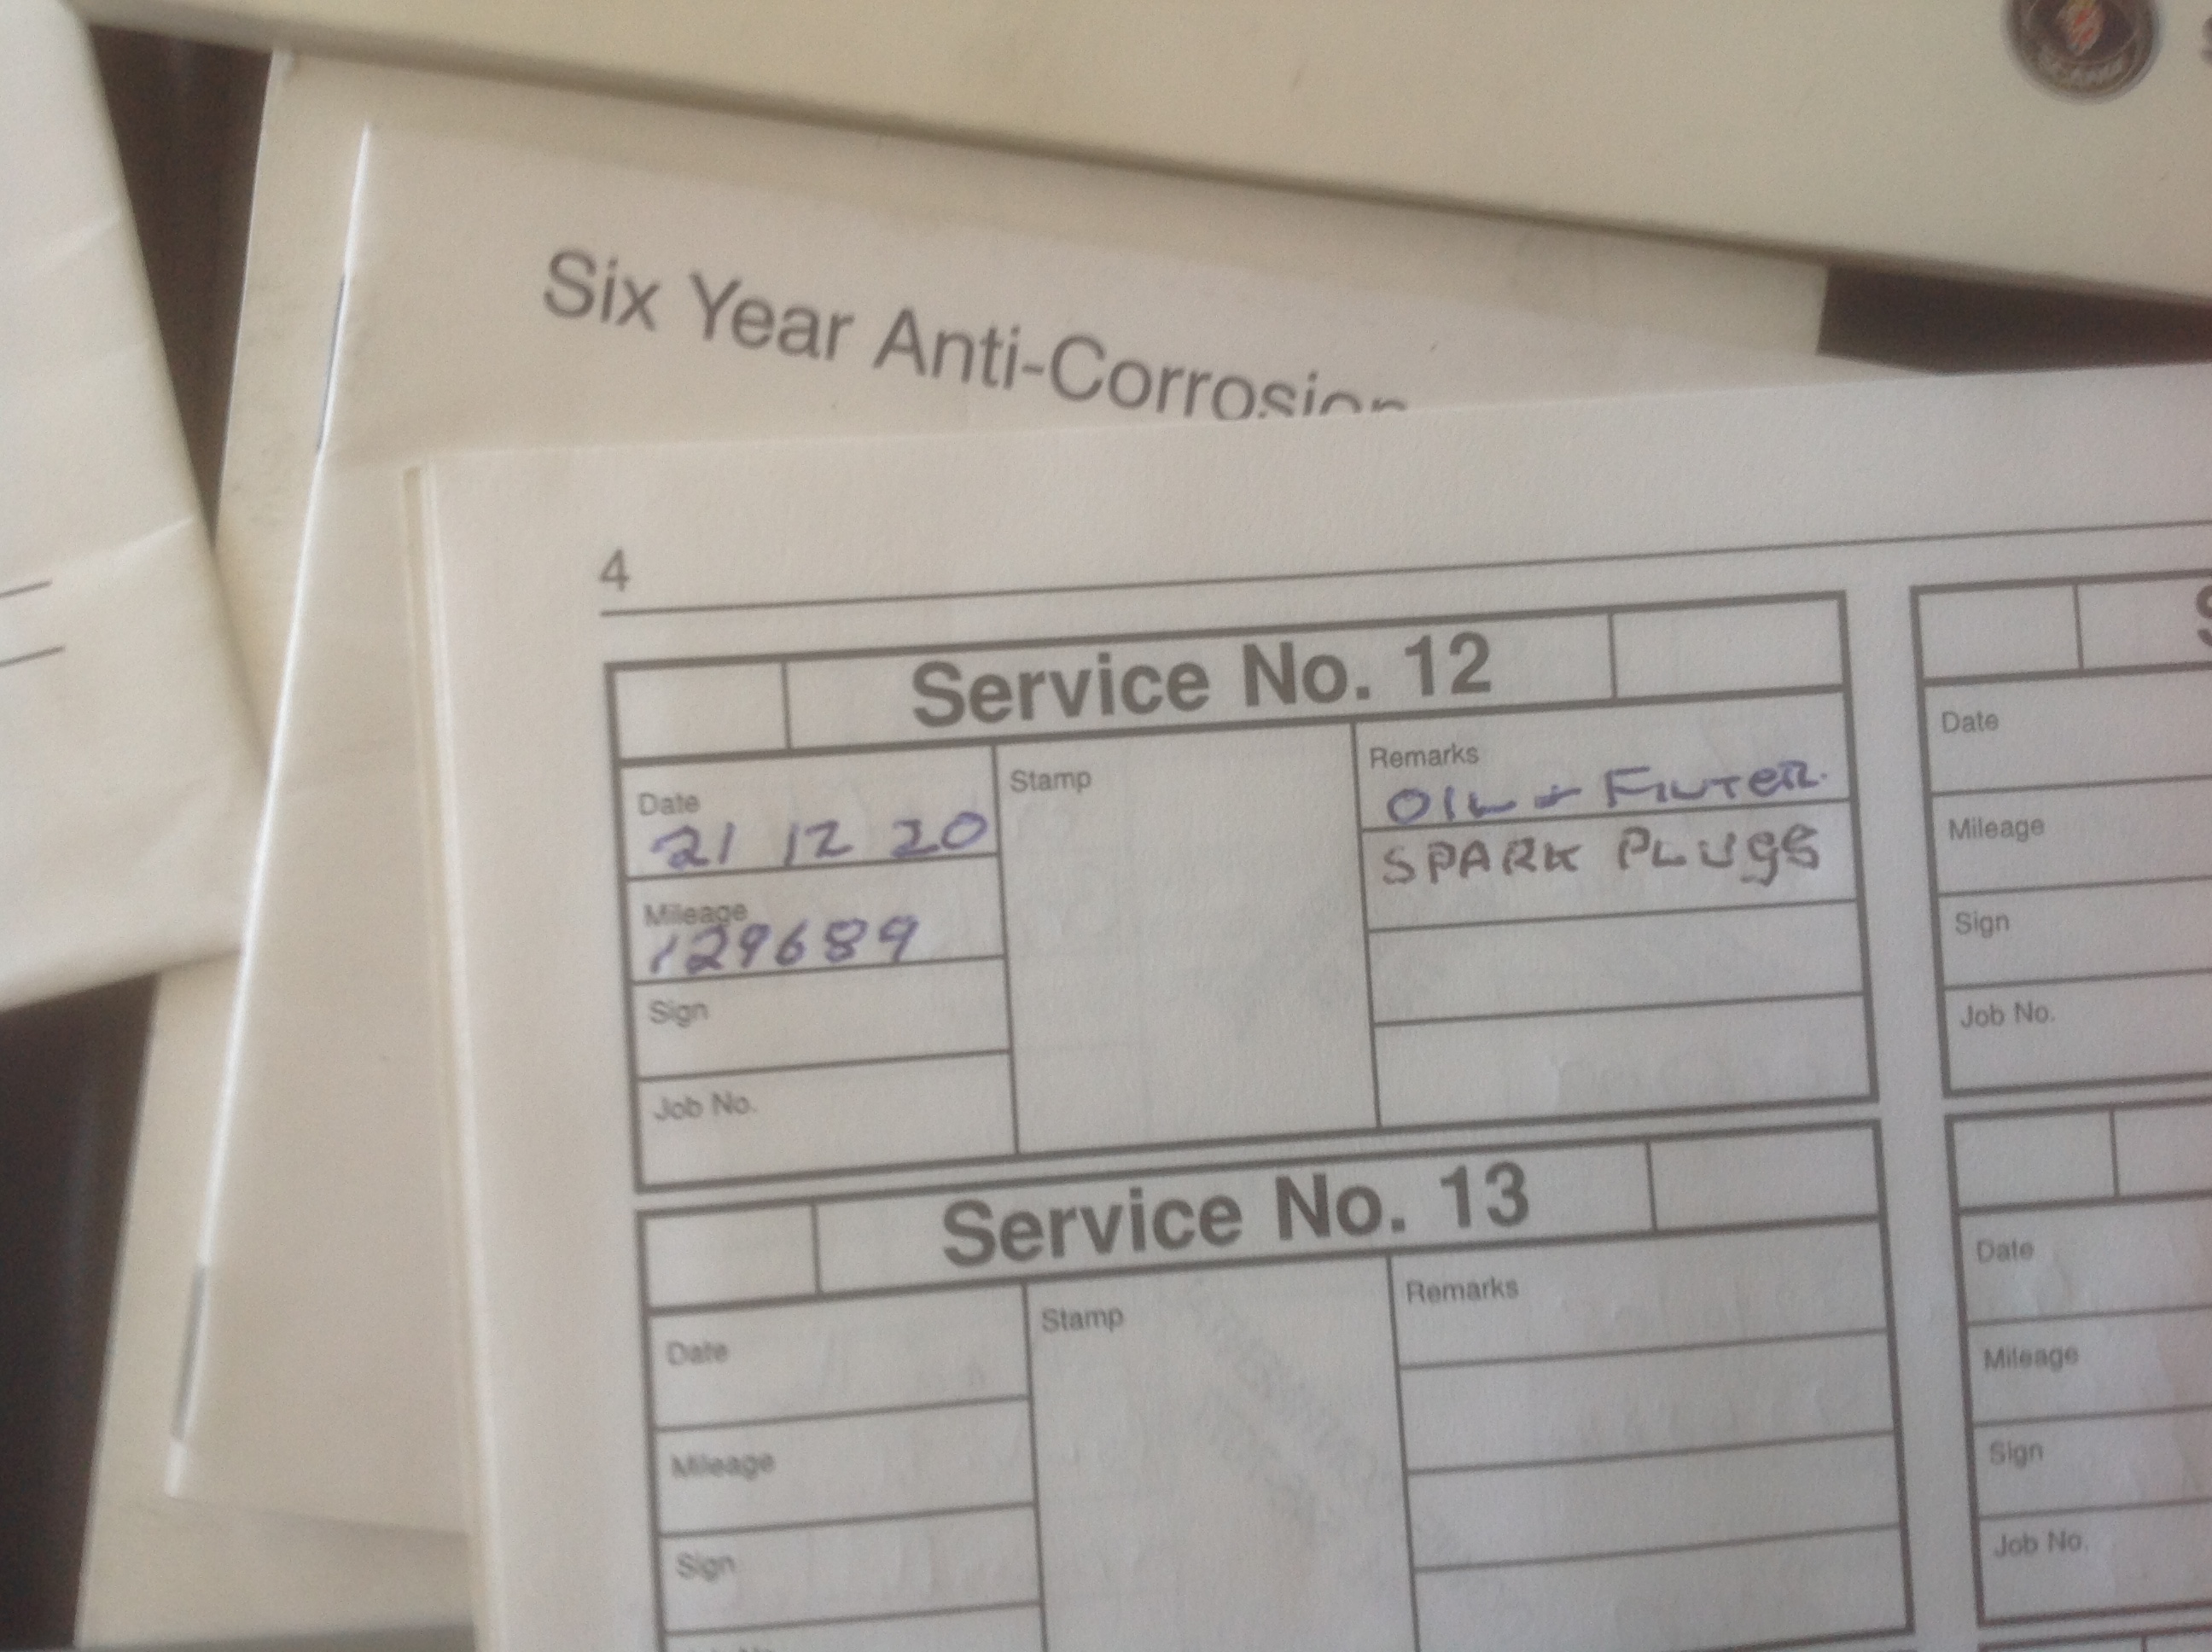 SCANIA
Six Year Anti-Corrosion
4
Service No. 12
Date
21 12 20
Mileage
129689
Sign
Job No.
Stamp
Remarks
OIL + FILTER.
SPARK PLUGS
Service No. 13
Date
Mileage
Sign
Stamp
Remarks
Date
Mileage
Sign
Job No.
Date
Mileage
Sign
Job No.